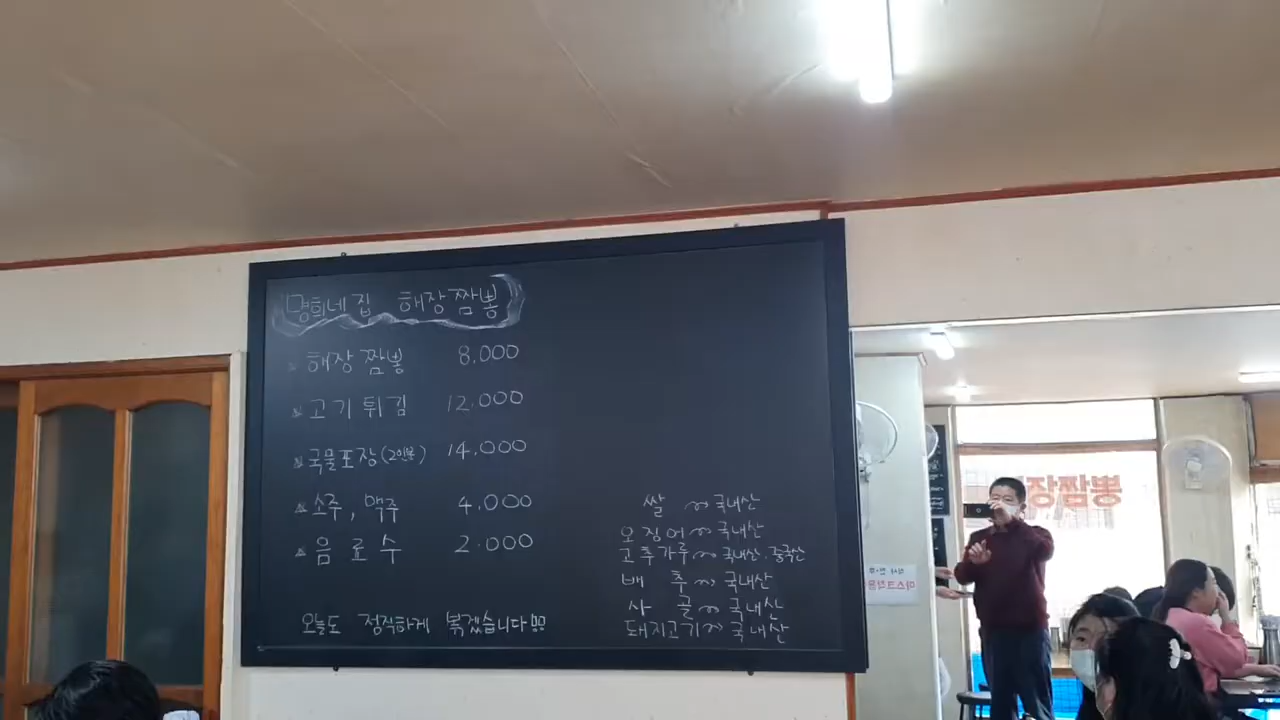 명희네집 해장짬뽕
해장짬뽕 8,000
고기튀김 12,000
국물포장(2인분) 14,000
소주, 맥주 4,000
음료수 2,000
오늘도 정직하게 볶겠습니다!!
쌀 ~ 국내산
오징어 ~ 국내산
고추가루 ~ 국내산.중국산
배추 ~ 국내산
사골 ~ 국내산
돼지고기 ~ 국내산